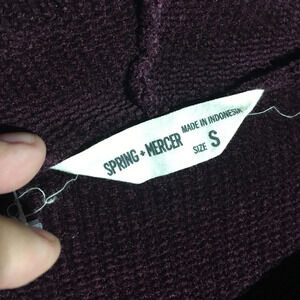 SPRING + MERCER
MADE IN INDONESIA
SIZE S